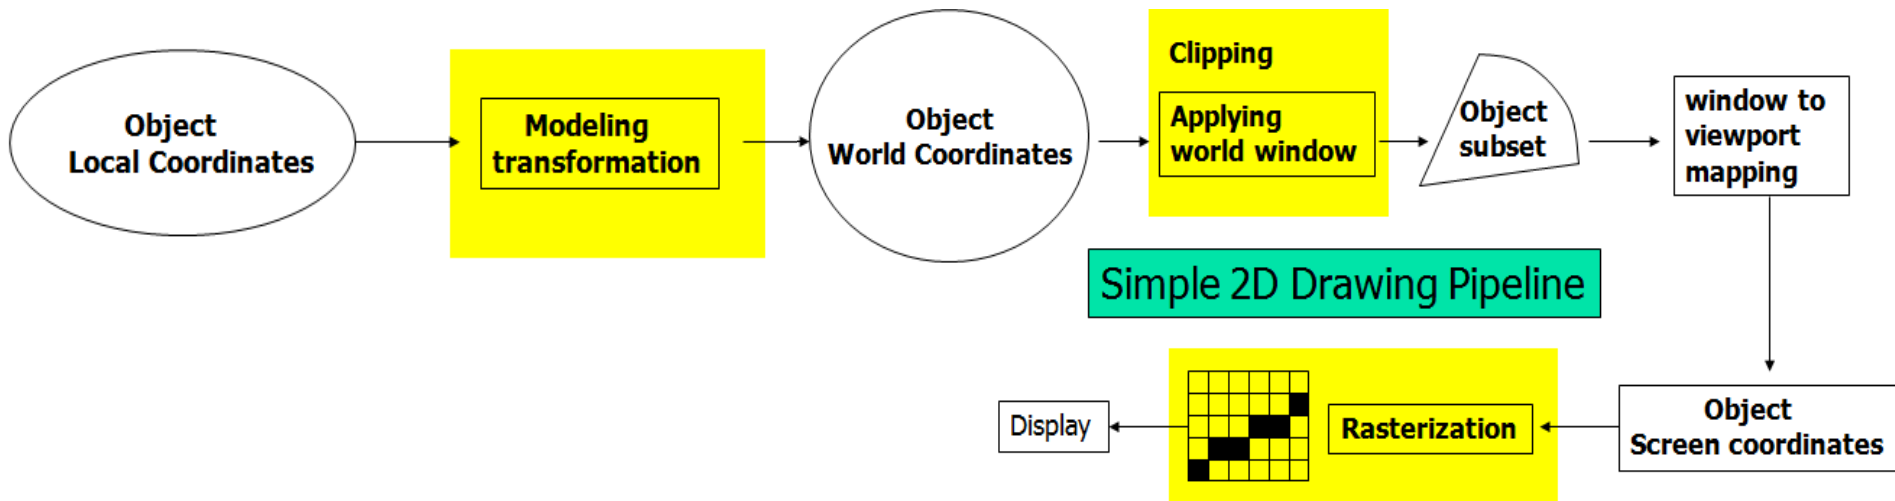 Object
Local Coordinates
Modeling
transformation
Object
World Coordinates
Clipping
Applying
world window
Object
subset
window to
viewport
mapping
Simple 2D Drawing Pipeline
Object
Screen coordinates
Rasterization
Display